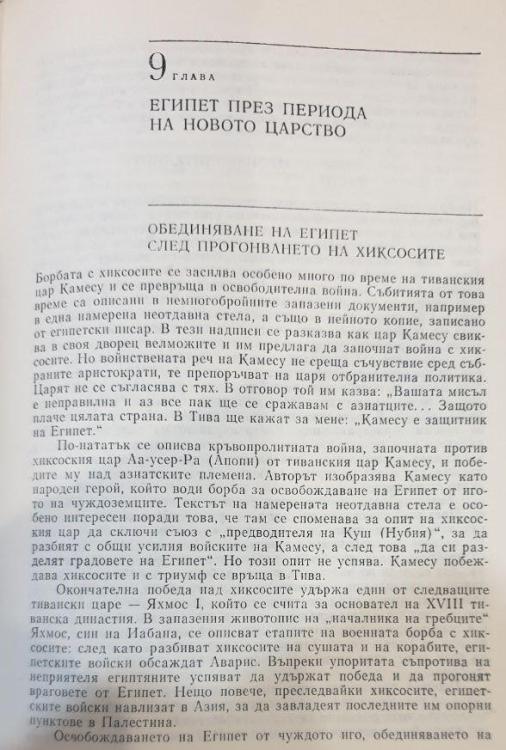 9 ГЛАВА
ЕГИПЕТ ПРЕЗ ПЕРИОДА
НА НОВОТО ЦАРСТВО
ОБЕДИНЯВАНЕ НА ЕГИПЕТ
СЛЕД ПРОГОНВАНЕТО НА ХИКСОСИТЕ
Борбата с хиксосите се засилва особено много по време на тиванския
цар Камесу и се превръща в освободителна война. Събитията от това
време са описани в немногобройните запазени документи, например
в една намерена неотдавна стела, а също в нейното копие, записано
от египетски писар. В тези надписи се разказва как цар Камесу свик-
ва в своя дворец велможите и им предлага да започнат война с хик-
сосите. Но войнствената реч на Камесу не среща съчувствие сред съб-
раните аристократи, те препоръчват на царя отбранителна политика.
Царят не се съгласява с тях. В отговор той им казва: „Вашата мисъл
е неправилна и аз все пак ще се сражавам с азиатците... Защото
плаче цялата страна. В Тива ще кажат за мене: „Камесу е защитник
на Египет.“
По-нататък се описва кръвопролитната война, започната против
хиксоския цар Аа-усер-Ра (Апопи) от тиванския цар Камесу, и побе-
дите му над азиатските племена. Авторът изобразява Камесу като
народен герой, който води борба за освобождаване на Египет от иго-
то на чуждоземците. Текстът на намерената неотдавна стела е осо-
бено интересен поради това, че там се споменава за опит на хиксос-
кия цар да сключи съюз с „предводителя на Куш (Нубия)“, за да
разбият с общи усилия войските на Камесу, а след това „да си разде-
лят градовете на Египет“. Но този опит не успява. Камесу побеж-
дава хиксосите и с триумф се връща в Тива.
Окончателна победа над хиксосите удържа един от следващите
тивански царе — Яхмос I, който се счита за основател на XVIII ти-
ванска династия. В запазения животопис на „началника на гребците“
Яхмос, син на Иабана, се описват етапите на военната борба с хик-
сосите: след като разбиват хиксосите на сушата и на корабите, еги-
петските войски обсаждат Аварис. Въпреки упоритата съпротива на
неприятеля египтяните успяват да удържат победа и да прогонят
враговете от Египет. Нещо повече, преследвайки хиксосите, египет-
ските войски навлизат в Азия, за да завладеят последните им опорни
пунктове в Палестина.
Освобождаването на Египет от чуждото иго, обединяването на